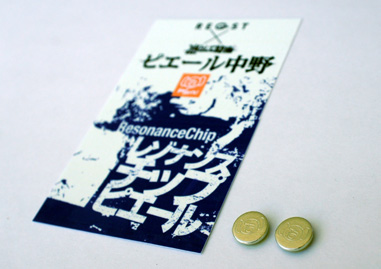 REQST
×
ピエール中野
ResonanceChip
レゾナンス
チップ
ピエール